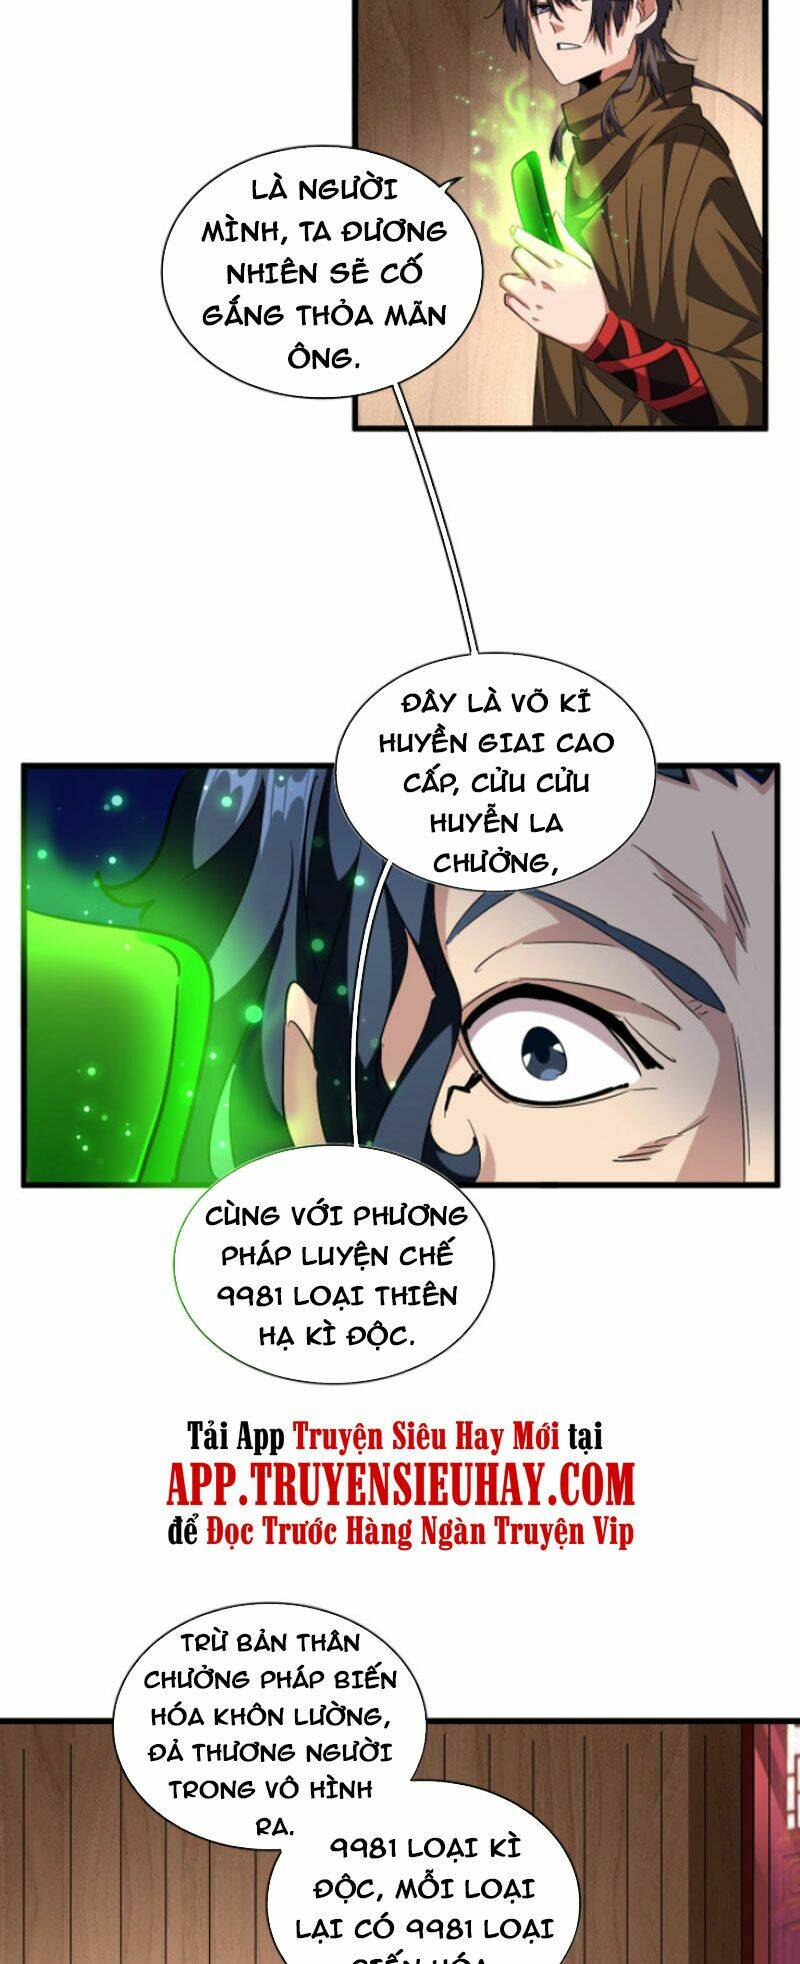 LÀ NGƯỜI
MÌNH, TA ĐƯƠNG
NHIÊN SẼ CỐ
GẮNG THỎA MÃN
ÔNG.
ĐÂY LÀ VÕ KĨ
HUYỀN GIAI CAO
CẤP, CỬU CỬU
HUYỄN LA
CHƯỞNG,
CÙNG VỚI PHƯƠNG
PHÁP LUYỆN CHẾ
9981 LOẠI THIÊN
HẠ KÌ ĐỘC.
Tải App Truyện Siêu Hay Mới tại
APP.TRUYENSIEUHAY.COM
để Đọc Trước Hàng Ngàn Truyện Vip
TRỪ BẢN THÂN
CHƯỞNG PHÁP BIẾN
HÓA KHÔN LƯỜNG,
ĐẢ THƯƠNG NGƯỜI
TRONG VÔ HÌNH
RA.
9981 LOẠI KÌ
ĐỘC, MỖI LOẠI
LẠI CÓ 9981 LOẠI
BIẾN HÓA